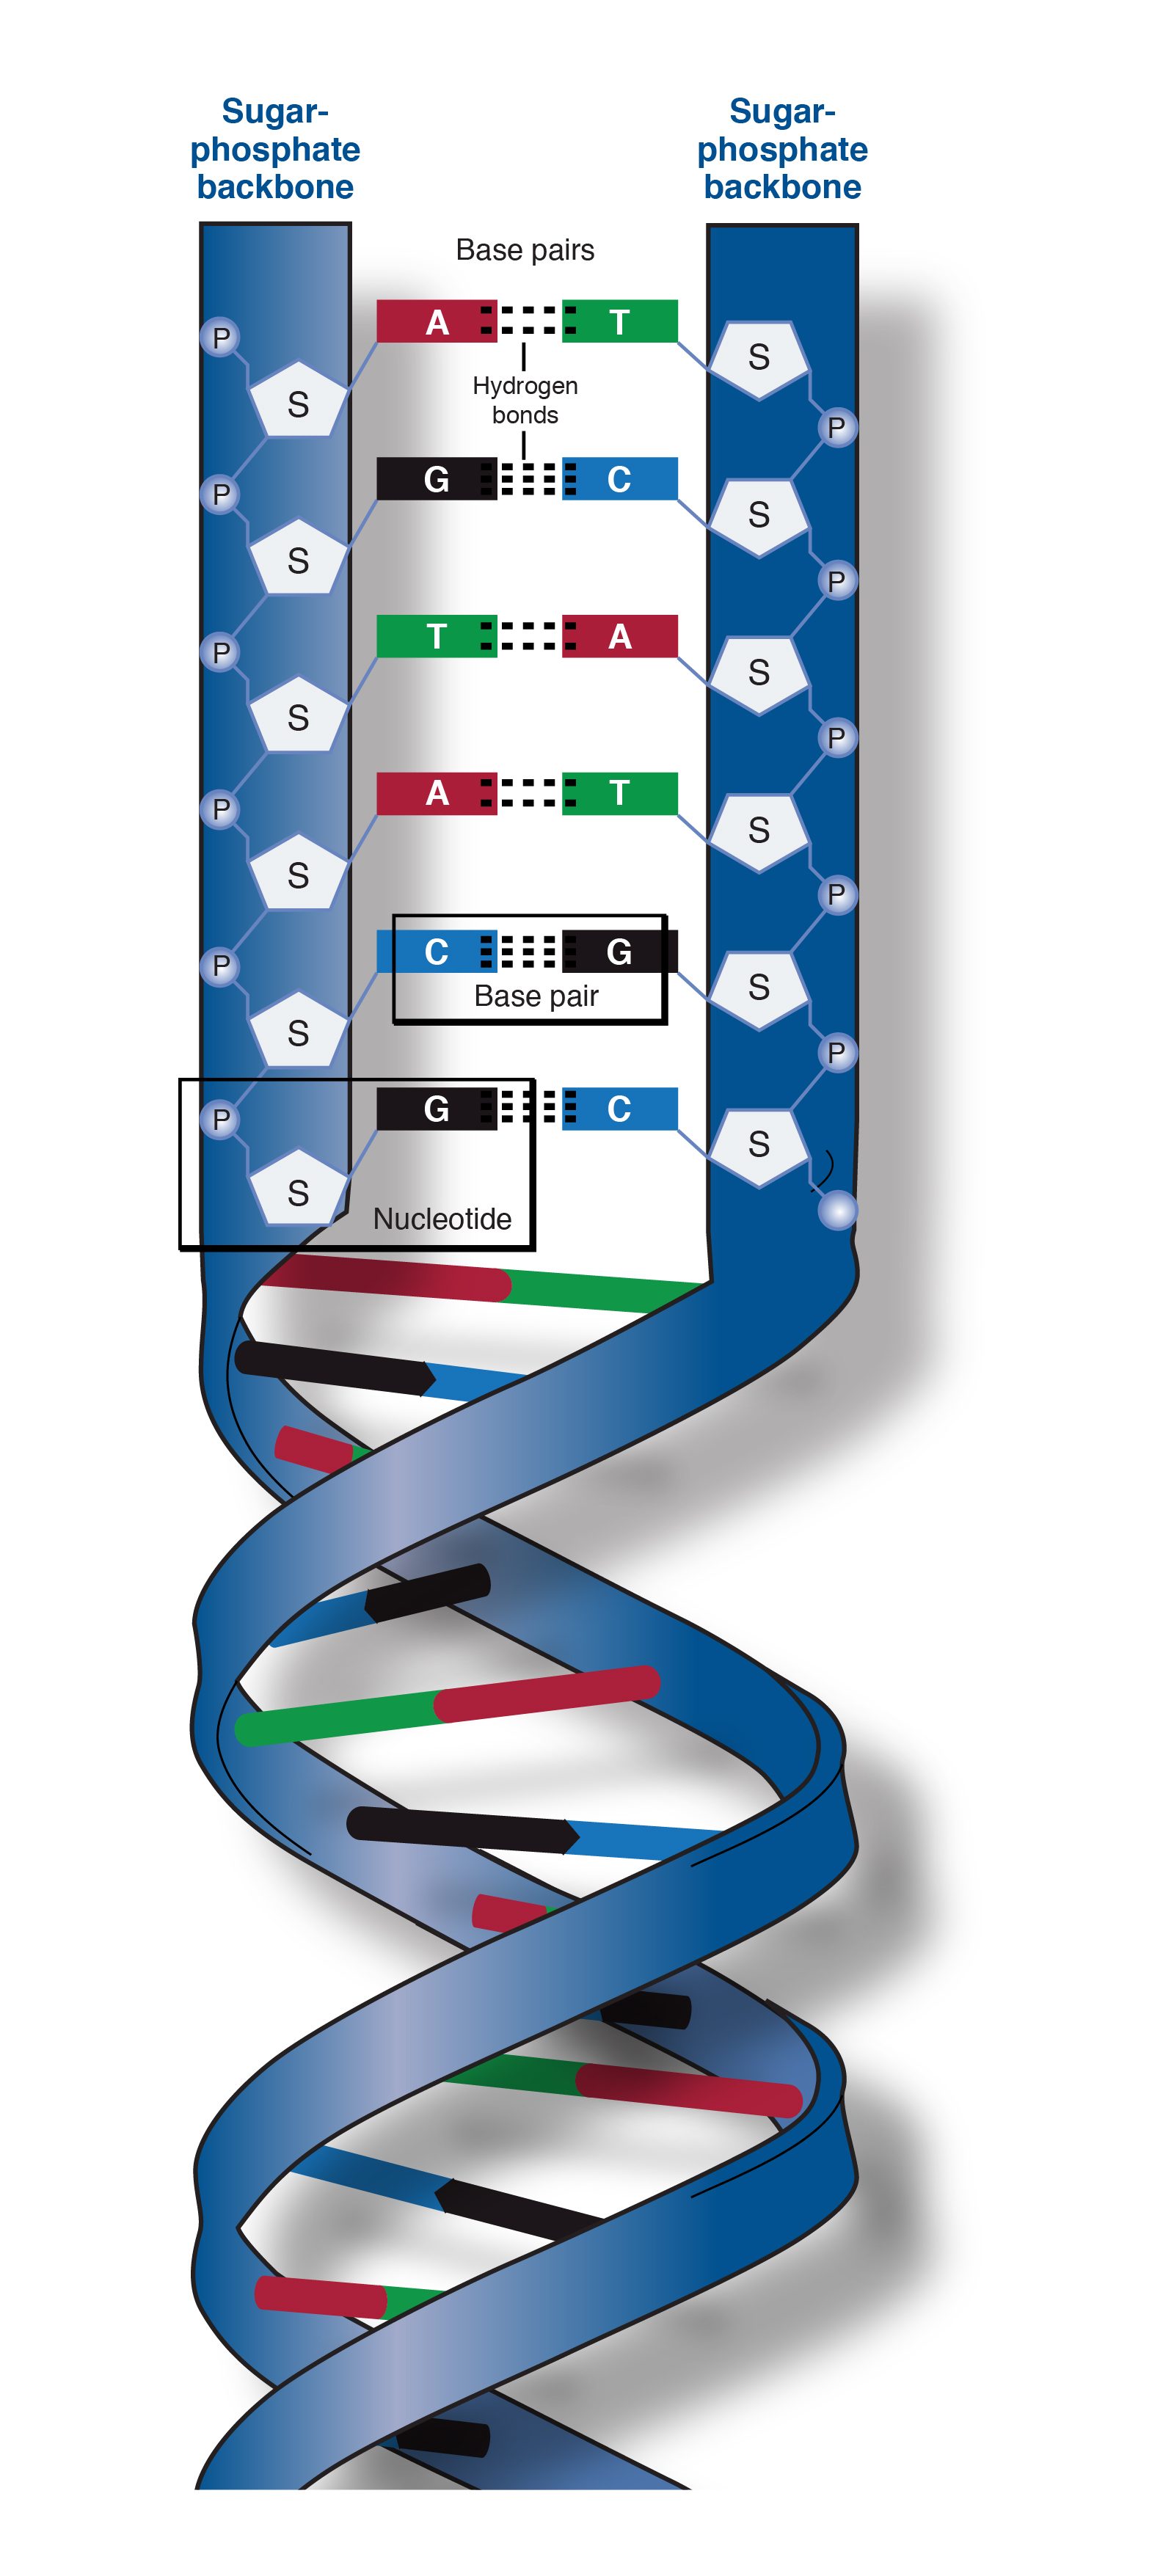 Sugar-
phosphate
backbone
Sugar-
phosphate
backbone
Base pairs
A T
P
S
S
Hydrogen
bonds
P
G C
P
S
S
P
T A
P
S
S
P
A T
P
S
S
P
C G
P
Base pair
S
S
P
G C
P
S
S
Nucleotide